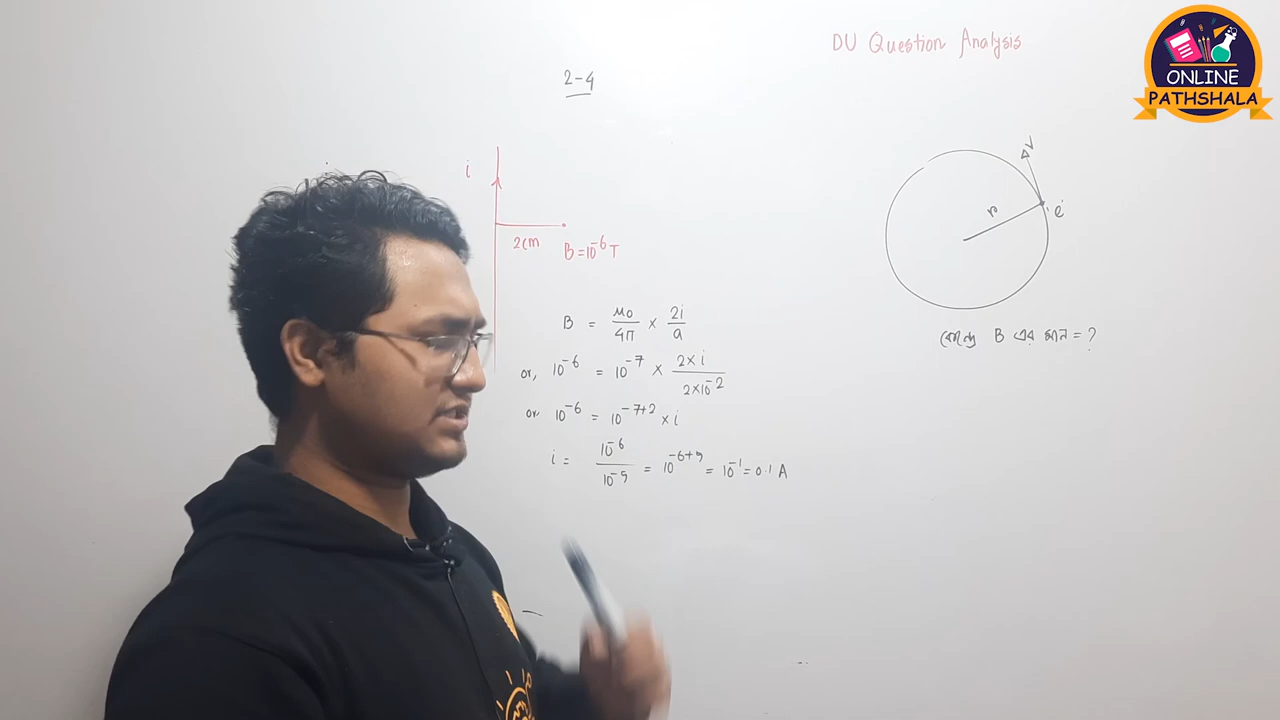 DU Question Analysis
ONLINE
PATHSHALA
2-4
i
2cm
B = 10⁻⁶ T
B = μ₀/4π × 2i/a
or, 10⁻⁶ = 10⁻⁷ × 2×i/2×10⁻²
or 10⁻⁶ = 10⁻⁷⁺² × i
i = 10⁻⁶/10⁻⁵ = 10⁻⁶⁺⁵ = 10⁻¹ = 0.1 A
V
r
e
কেন্দ্রে B এর মান = ?